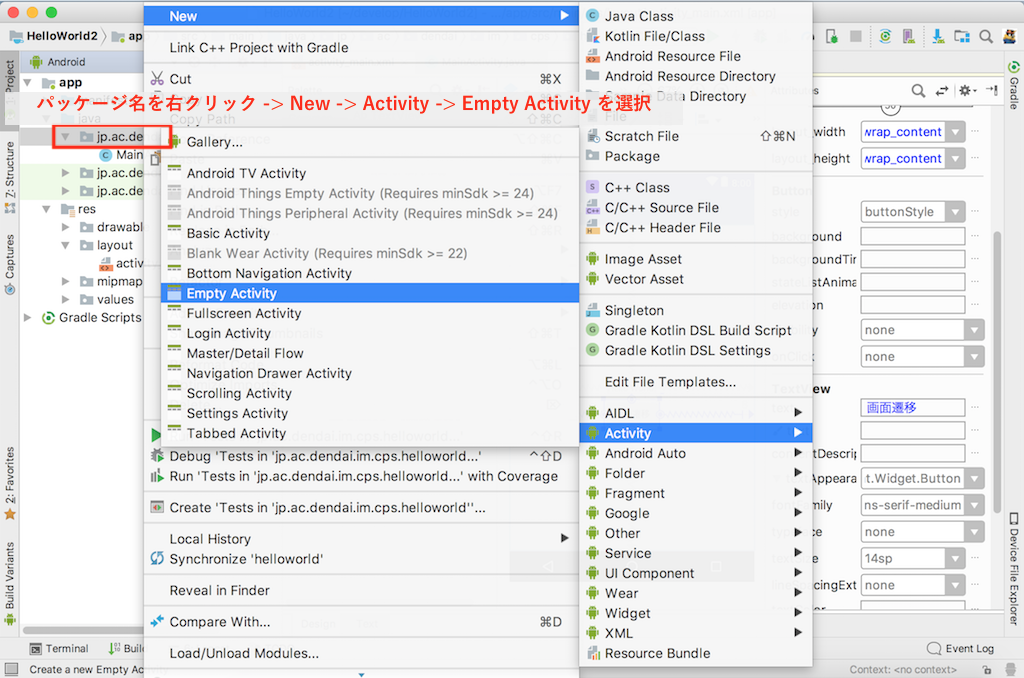 New
Java Class
HelloWorld2
ap
Kotlin File/Class
Link C++ Project with Gradle
Android Resource File
Android
Android Resource Directory
Cut ⌘X
app
Data Directory
パッケージ名を右クリック -> New -> Activity -> Empty Activity を選択
java
Copy Path ⇧⌘C
File
jp.ac.de
Gallery...
Scratch File ⇧⌘N
_width
wrap_content
Main
Package
_height
wrap_content
jp.ac.de
Android TV Activity
C++ Class
jp.ac.de
Android Things Empty Activity (Requires minSdk >= 24)
C/C++ Source File
res
Android Things Peripheral Activity (Requires minSdk >= 24)
style
buttonStyle
drawabl
Basic Activity
C/C++ Header File
layout
Blank Wear Activity (Requires minSdk >= 22)
Image Asset
activ
Bottom Navigation Activity
Vector Asset
mipmap
Empty Activity
values
Fullscreen Activity
Singleton
Gradle Scripts
Login Activity
Gradle Kotlin DSL Build Script
none
Master/Detail Flow
Gradle Kotlin DSL Settings
none
Navigation Drawer Activity
Edit File Templates...
TextView
Scrolling Activity
Settings Activity
AIDL
画面遷移
Tabbed Activity
Activity
Debug 'Tests in 'jp.ac.dendai.im.cps.helloworld...' ^⇧D
Android Auto
Run 'Tests in 'jp.ac.dendai.im.cps.helloworld...' with Coverage
Folder
Appeara
t.Widget.Button
Create 'Tests in 'jp.ac.dendai.im.cps.helloworld''...
Fragment
ns-serif-medium
Google
Local History
Other
none
Synchronize 'helloworld'
Service
14sp
Reveal in Finder
UI Component
none
Wear
Compare With... ⌘D
Widget
XML
Load/Unload Modules...
Resource Bundle
Project
Z: Structure
Captures
2: Favorites
Build Variants
Gradle
Device File Explorer
Terminal
Buil
Event Log
Create a new Empty Ac
Context: <no context>